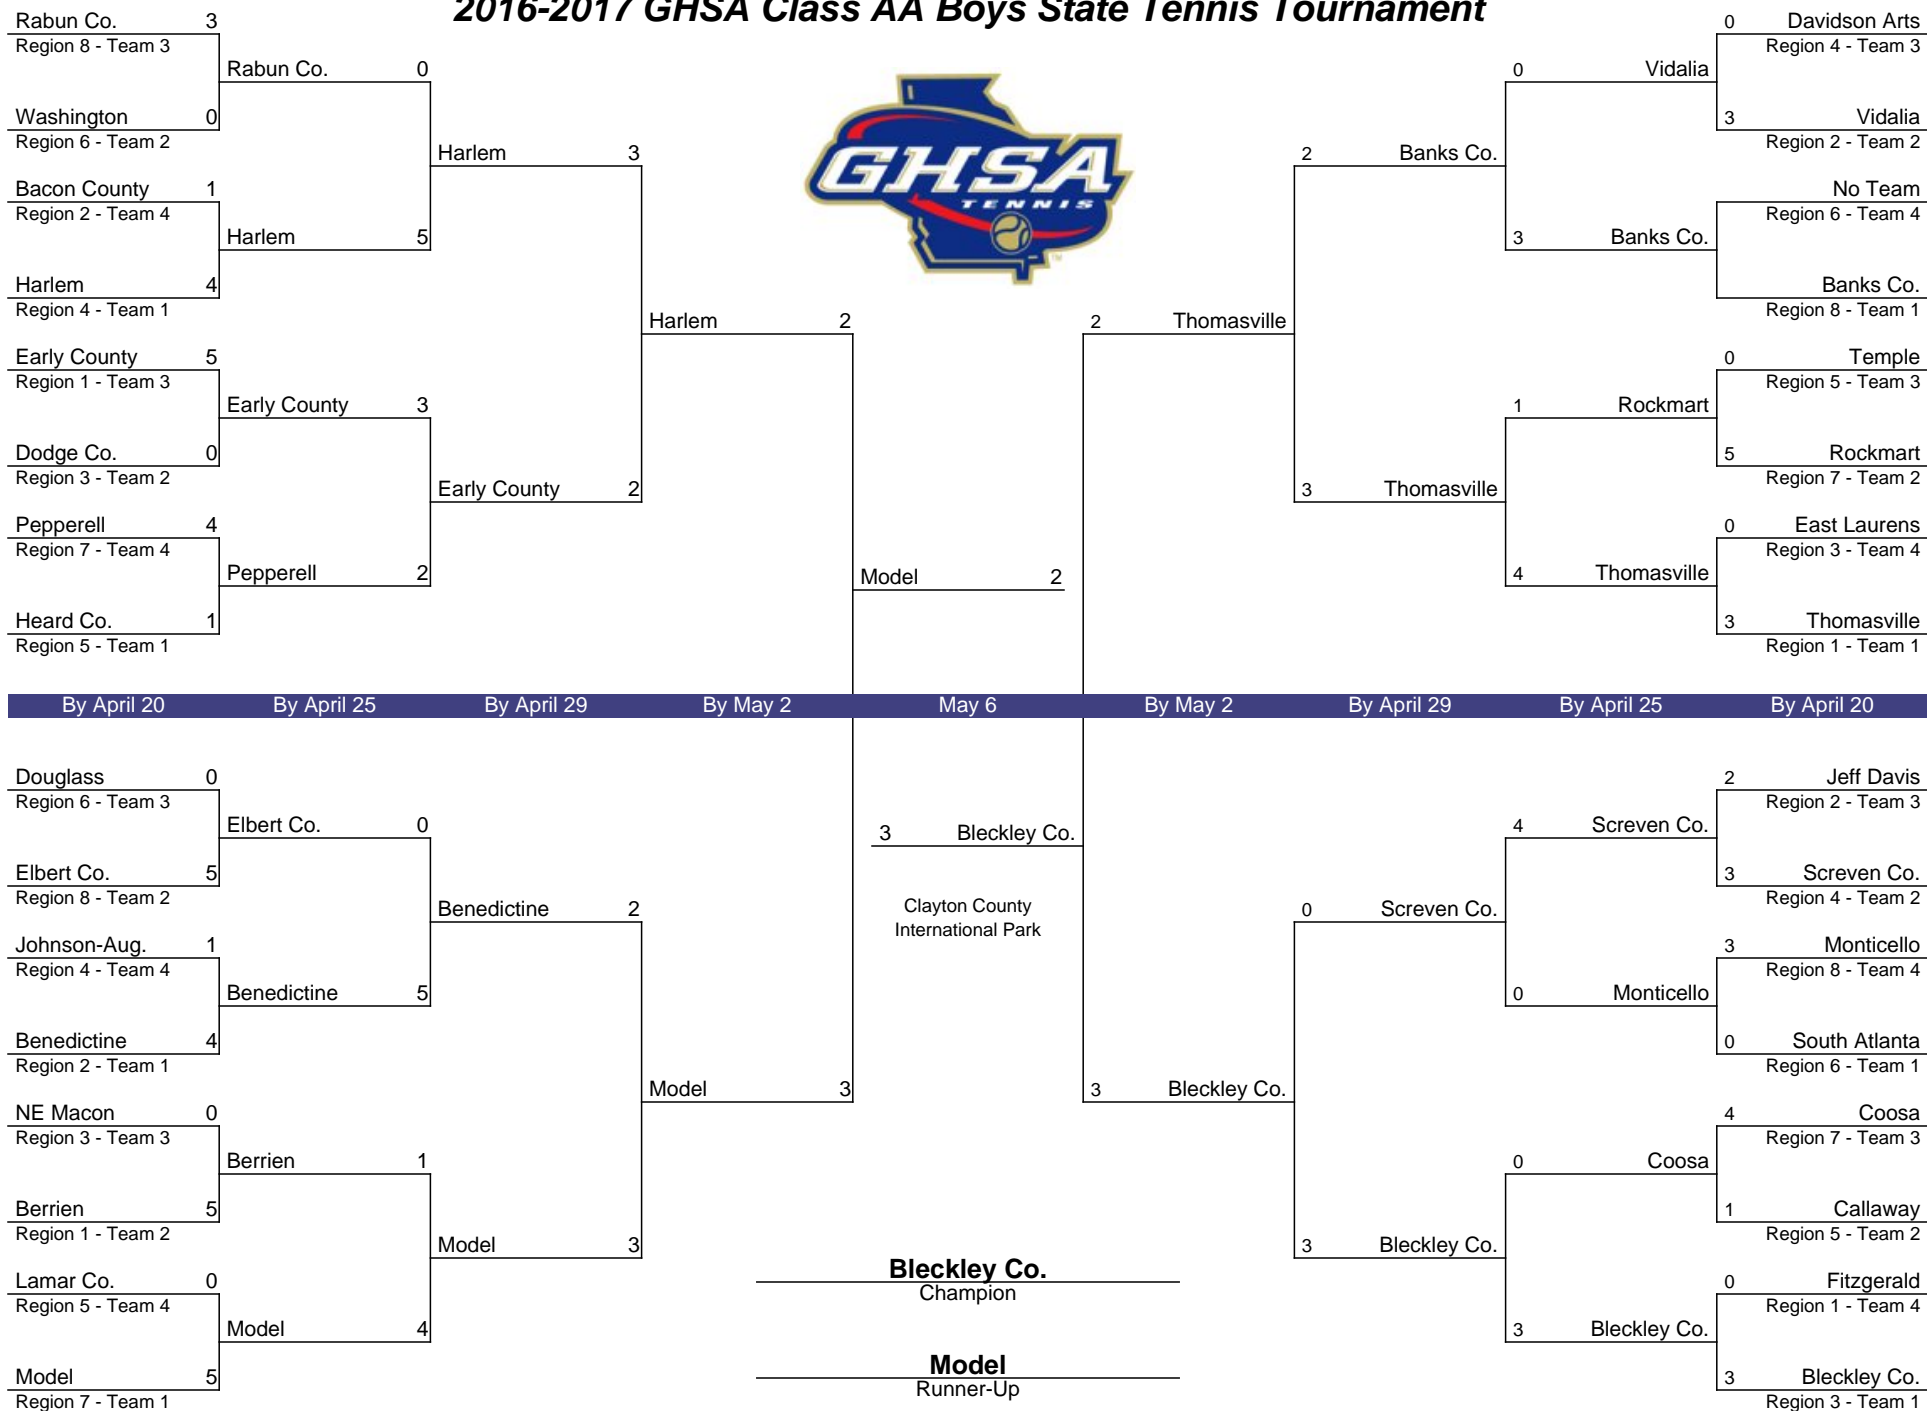 2016-2017 GHSA Class AA Boys State Tennis Tournament
Rabun Co. 3
Region 8 - Team 3
Washington 0
Region 6 - Team 2
Bacon County 1
Region 2 - Team 4
Harlem 4
Region 4 - Team 1
Early County 5
Region 1 - Team 3
Dodge Co. 0
Region 3 - Team 2
Pepperell 4
Region 7 - Team 4
Heard Co. 1
Region 5 - Team 1
Rabun Co. 0
Harlem 5
Early County 3
Pepperell 2
Harlem 3
Early County 2
Harlem 2
Model 2
GHSA
TENNIS
TM
2 Thomasville
2 Banks Co.
3 Thomasville
0 Vidalia
3 Banks Co.
1 Rockmart
4 Thomasville
0 Davidson Arts
Region 4 - Team 3
3 Vidalia
Region 2 - Team 2
No Team
Region 6 - Team 4
Banks Co.
Region 8 - Team 1
0 Temple
Region 5 - Team 3
5 Rockmart
Region 7 - Team 2
0 East Laurens
Region 3 - Team 4
3 Thomasville
Region 1 - Team 1
By April 20 By April 25 By April 29 By May 2 May 6 By May 2 By April 29 By April 25 By April 20
Douglass 0
Region 6 - Team 3
Elbert Co. 5
Region 8 - Team 2
Johnson-Aug. 1
Region 4 - Team 4
Benedictine 4
Region 2 - Team 1
NE Macon 0
Region 3 - Team 3
Berrien 5
Region 1 - Team 2
Lamar Co. 0
Region 5 - Team 4
Model 5
Region 7 - Team 1
Elbert Co. 0
Benedictine 5
Berrien 1
Model 4
Benedictine 2
Model 3
Model 3
3 Bleckley Co.
Clayton County
International Park
Bleckley Co.
Champion
Model
Runner-Up
3 Bleckley Co.
0 Screven Co.
3 Bleckley Co.
4 Screven Co.
0 Monticello
0 Coosa
3 Bleckley Co.
2 Jeff Davis
Region 2 - Team 3
3 Screven Co.
Region 4 - Team 2
3 Monticello
Region 8 - Team 4
0 South Atlanta
Region 6 - Team 1
4 Coosa
Region 7 - Team 3
1 Callaway
Region 5 - Team 2
0 Fitzgerald
Region 1 - Team 4
3 Bleckley Co.
Region 3 - Team 1